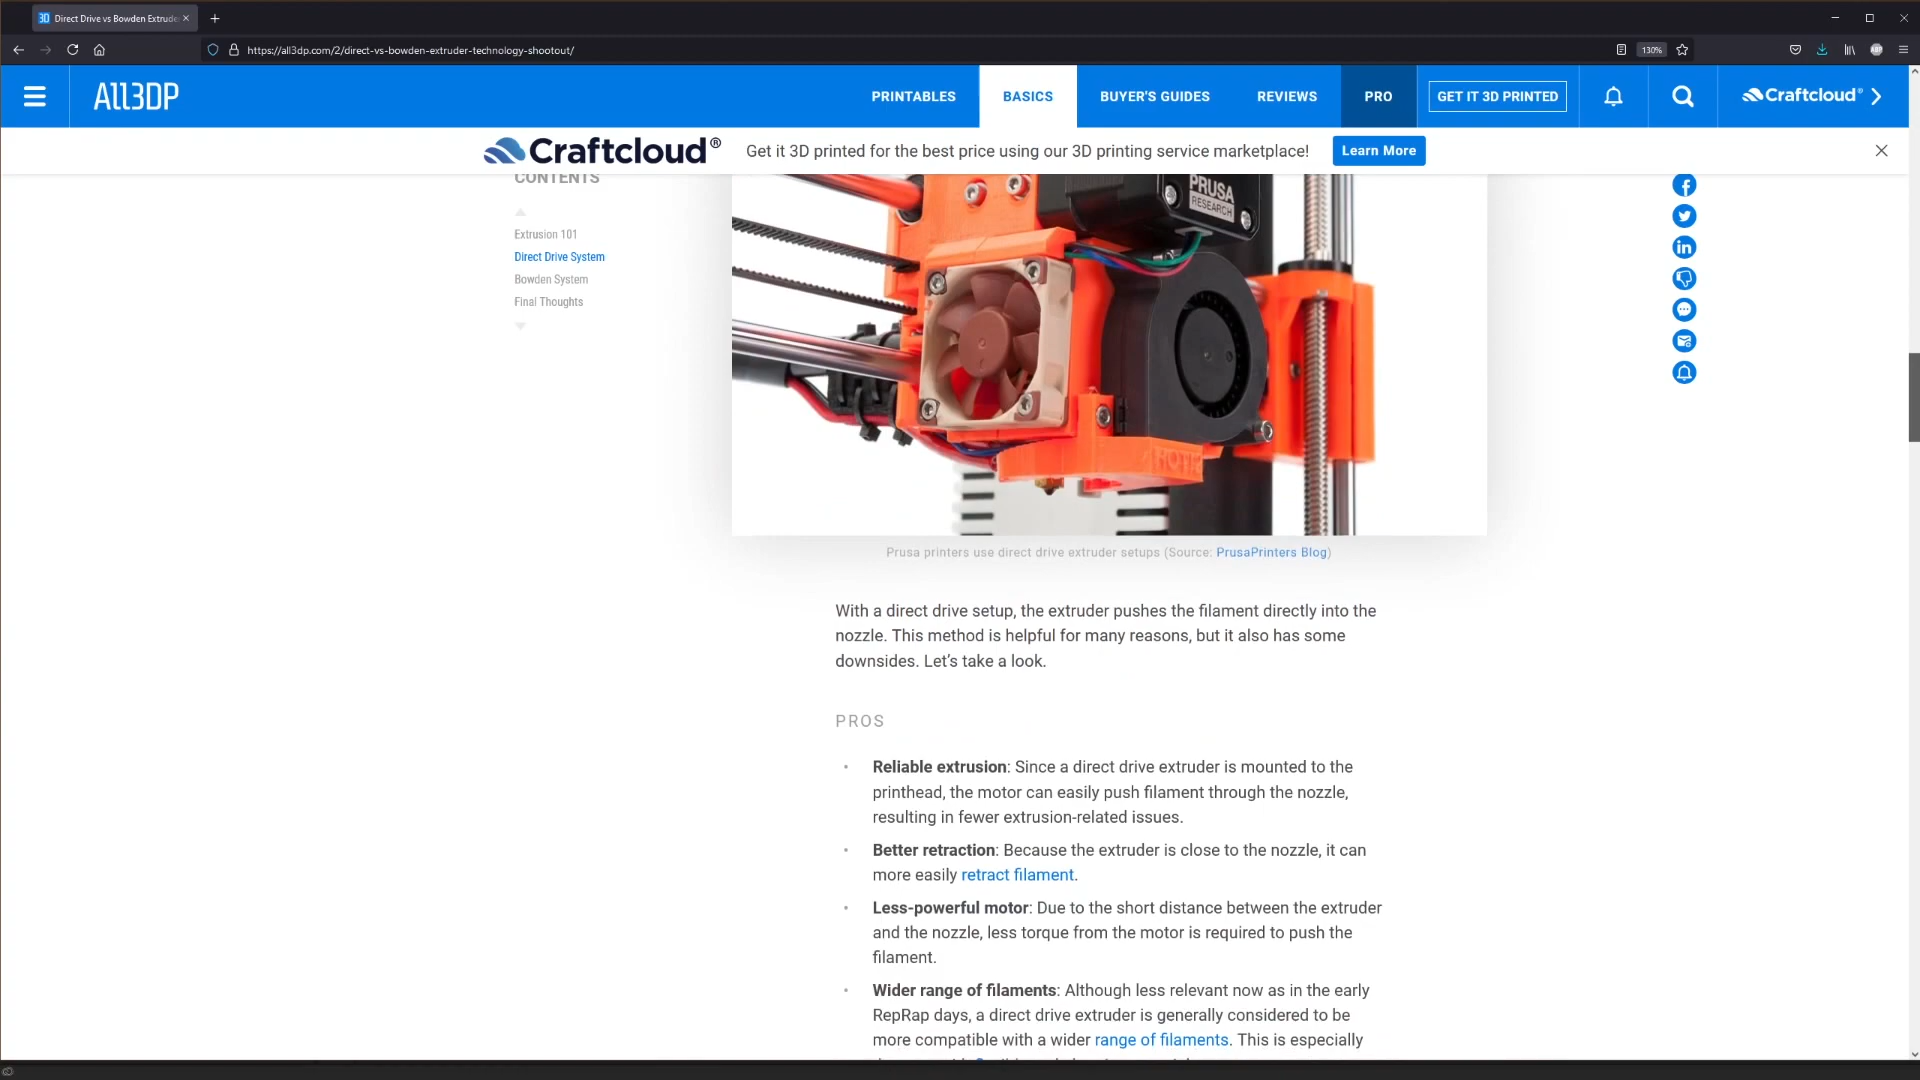 Direct Drive vs Bowden Extrude
https://all3dp.com/2/direct-vs-bowden-extruder-technology-shootout/
130%
ALL3DP
PRINTABLES
BASICS
BUYER'S GUIDES
REVIEWS
PRO
GET IT 3D PRINTED
Craftcloud®
Craftcloud®
Get it 3D printed for the best price using our 3D printing service marketplace!
Learn More
CONTENTS
Extrusion 101
Direct Drive System
Bowden System
Final Thoughts
PRUSA
RESEARCH
Prusa printers use direct drive extruder setups (Source: PrusaPrinters Blog)
With a direct drive setup, the extruder pushes the filament directly into the
nozzle. This method is helpful for many reasons, but it also has some
downsides. Let’s take a look.
PROS
• Reliable extrusion: Since a direct drive extruder is mounted to the
printhead, the motor can easily push filament through the nozzle,
resulting in fewer extrusion-related issues.
• Better retraction: Because the extruder is close to the nozzle, it can
more easily retract filament.
• Less-powerful motor: Due to the short distance between the extruder
and the nozzle, less torque from the motor is required to push the
filament.
• Wider range of filaments: Although less relevant now as in the early
RepRap days, a direct drive extruder is generally considered to be
more compatible with a wider range of filaments. This is especially